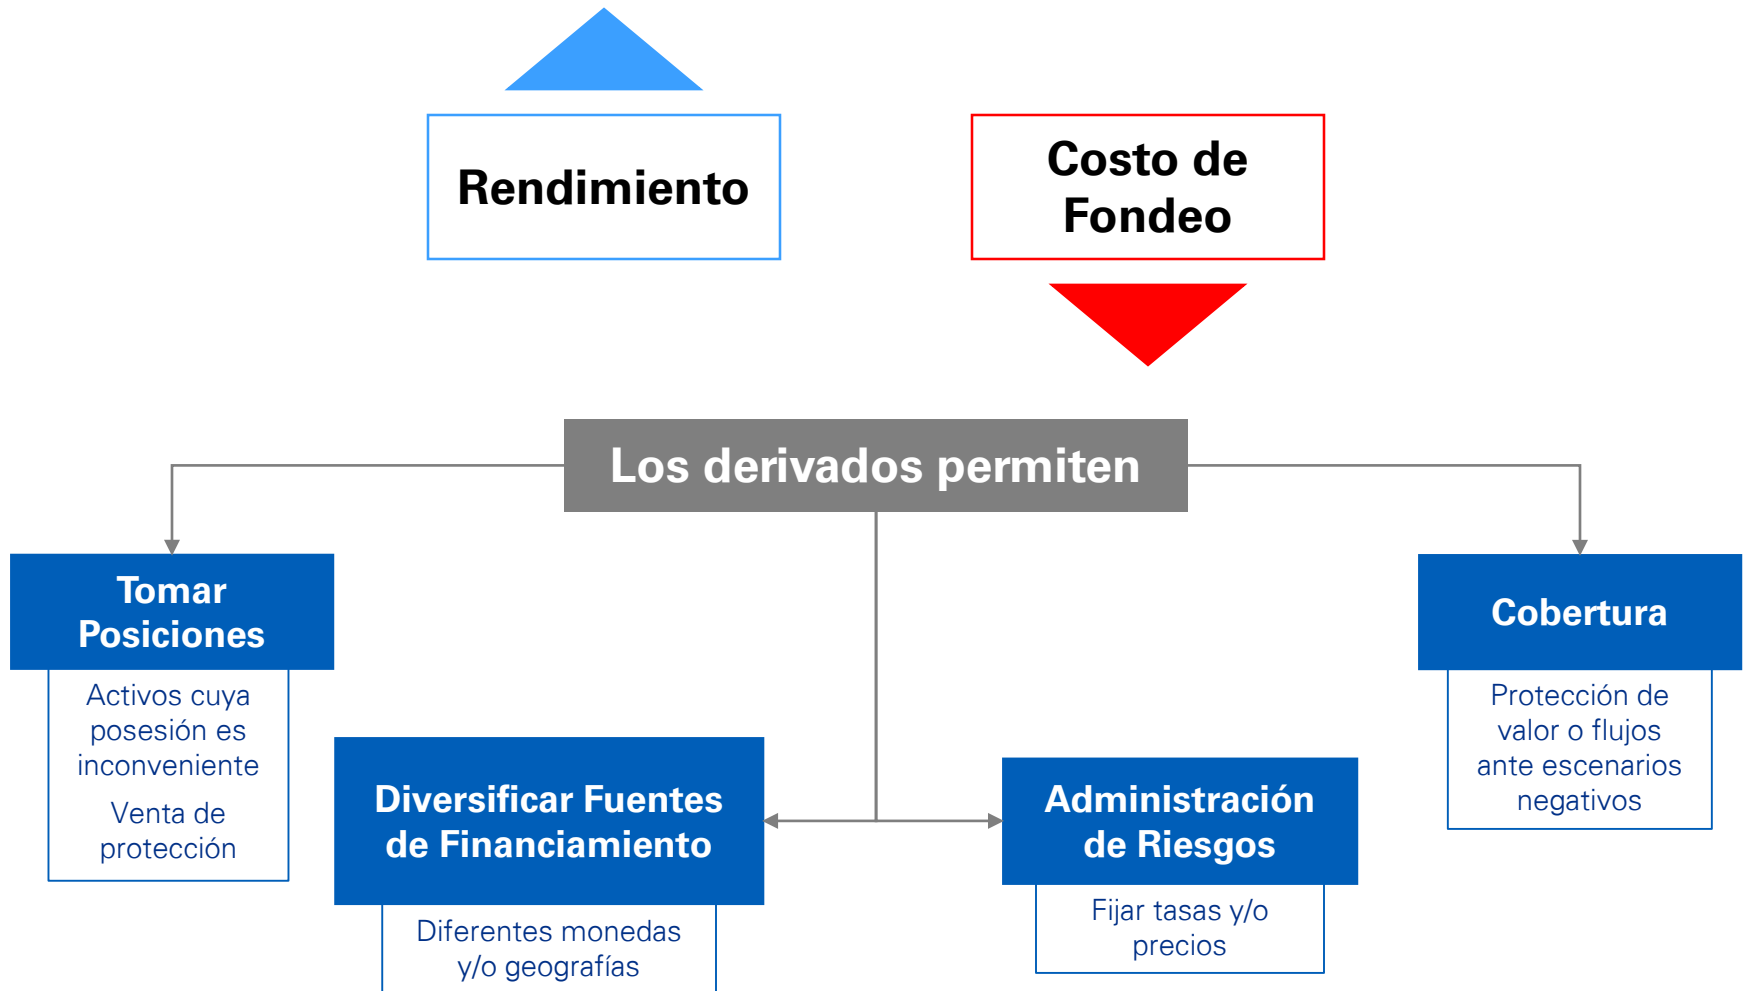 Rendimiento
Costo de
Fondeo
Los derivados permiten
Tomar
Posiciones
Activos cuya
posesión es
inconveniente
Venta de
protección
Diversificar Fuentes
de Financiamiento
Diferentes monedas
y/o geografías
Administración
de Riesgos
Fijar tasas y/o
precios
Cobertura
Protección de
valor o flujos
ante escenarios
negativos